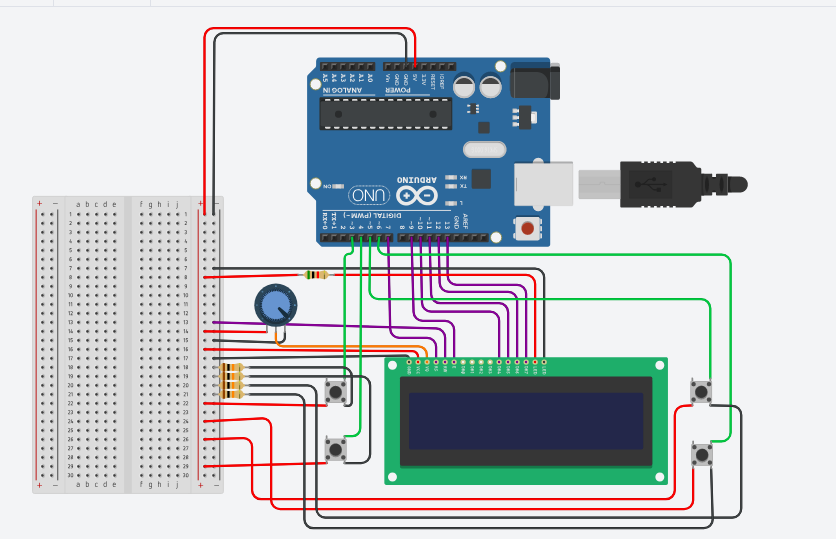 A5 A4 A3 A2 A1 A0 Vin GND GND 5V 3.3V RESET IOREF
ANALOG IN POWER
RX
TX
ON
UNO
ARDUINO
L
DIGITAL (PWM ~)
RX←0 TX→1 2 ~3 4 ~5 ~6 7 8 ~9 ~10 ~11 12 13 GND AREF
+ − a b c d e f g h i j + −
1 1
2 2
3 3
4 4
5 5
6 6
7 7
8 8
9 9
10 10
11 11
12 12
13 13
14 14
15 15
16 16
17 17
18 18
19 19
20 20
21 21
22 22
23 23
24 24
25 25
26 26
27 27
28 28
29 29
30 30
+ − a b c d e f g h i j + −
GND VCC V0 RS RW E DB0 DB1 DB2 DB3 DB4 DB5 DB6 DB7 LED LED